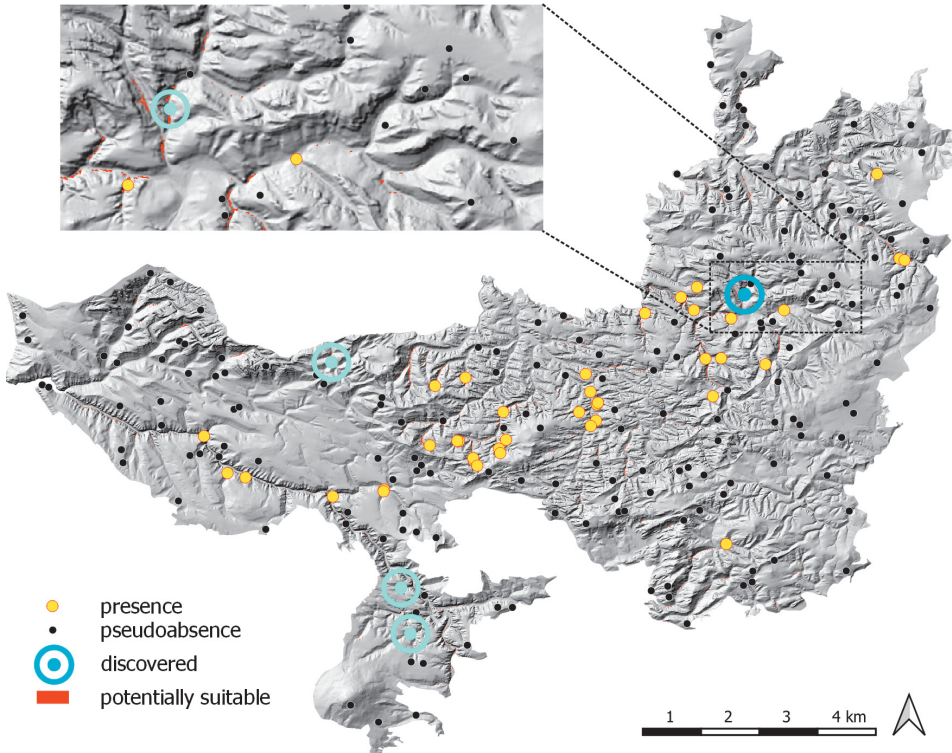 presence
pseudoabsence
discovered
potentially suitable
1 2 3 4 km